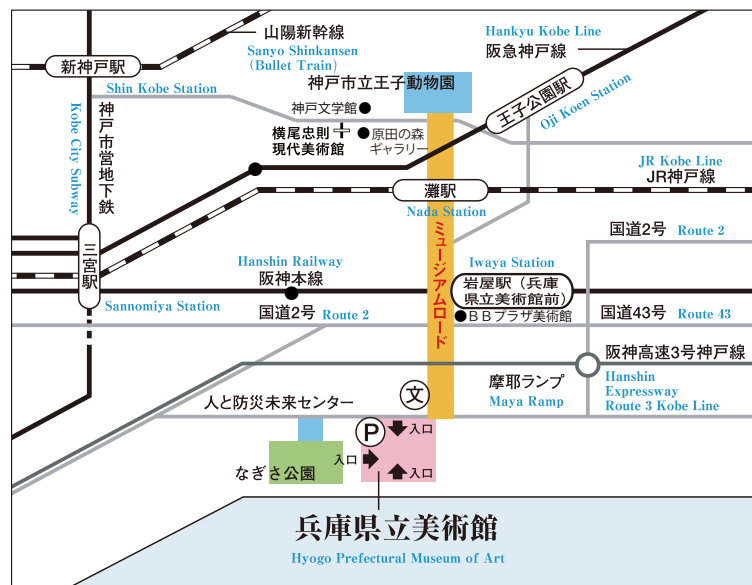 山陽新幹線
Sanyo Shinkansen
(Bullet Train)
Hankyu Kobe Line
阪急神戸線
新神戸駅
Shin Kobe Station
神戸市立王子動物園
王子公園駅
Oji Koen Station
神戸文学館
横尾忠則
現代美術館
原田の森
ギャラリー
神戸市営地下鉄
Kobe City Subway
JR Kobe Line
JR神戸線
灘駅
Nada Station
ミュージアムロード
国道2号 Route 2
三宮駅
Sannomiya Station
Hanshin Railway
阪神本線
Iwaya Station
岩屋駅(兵庫
県立美術館前)
国道2号 Route 2
BBプラザ美術館
国道43号 Route 43
阪神高速3号神戸線
Hanshin
Expressway
Route 3 Kobe Line
摩耶ランプ
Maya Ramp
文
人と防災未来センター
P
入口
入口
入口
なぎさ公園
兵庫県立美術館
Hyogo Prefectural Museum of Art